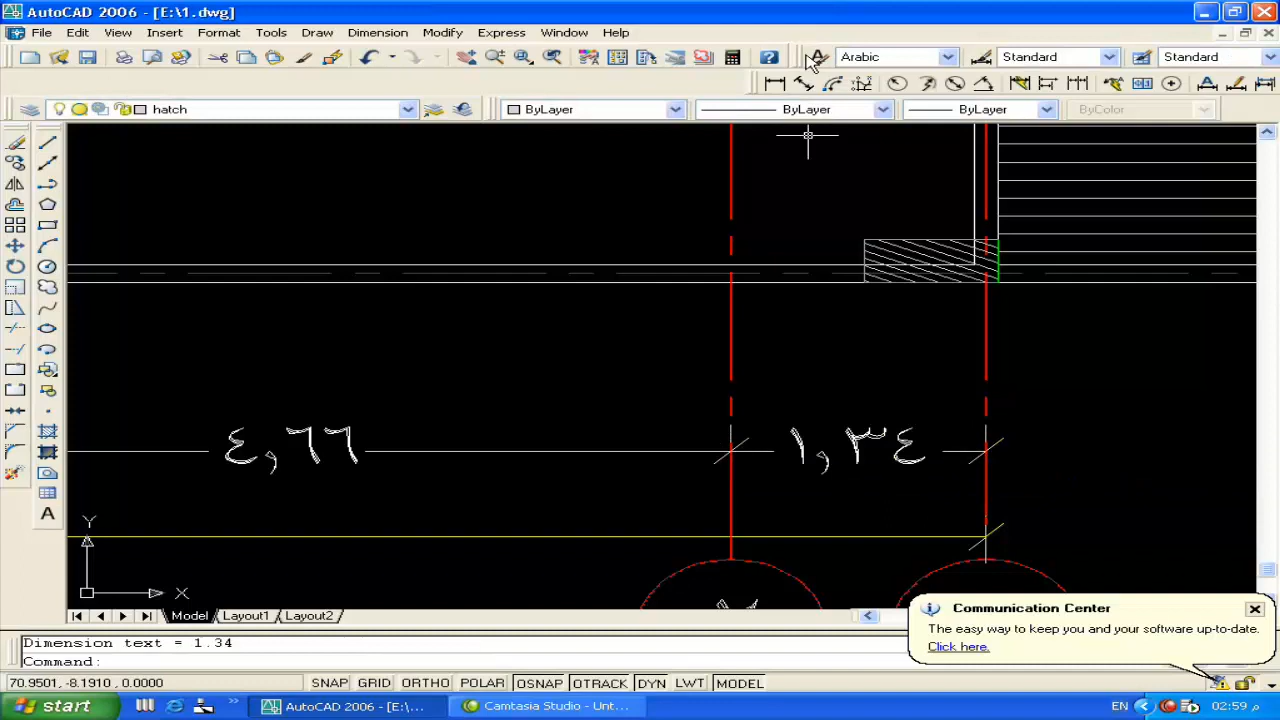 AutoCAD 2006 - [E:\1.dwg]
File Edit View Insert Format Tools Draw Dimension Modify Express Window Help
Arabic Standard Standard
hatch ByLayer ByLayer ByLayer ByColor
٤,٦٦ ١,٣٤
Y
X
Model Layout1 Layout2
Communication Center
The easy way to keep you and your software up-to-date.
Click here.
Dimension text = 1.34
Command:
70.9501, -8.1910, 0.0000 SNAP GRID ORTHO POLAR OSNAP OTRACK DYN LWT MODEL
start AutoCAD 2006 - [E:\... Camtasia Studio - Unt... EN 02:59 م